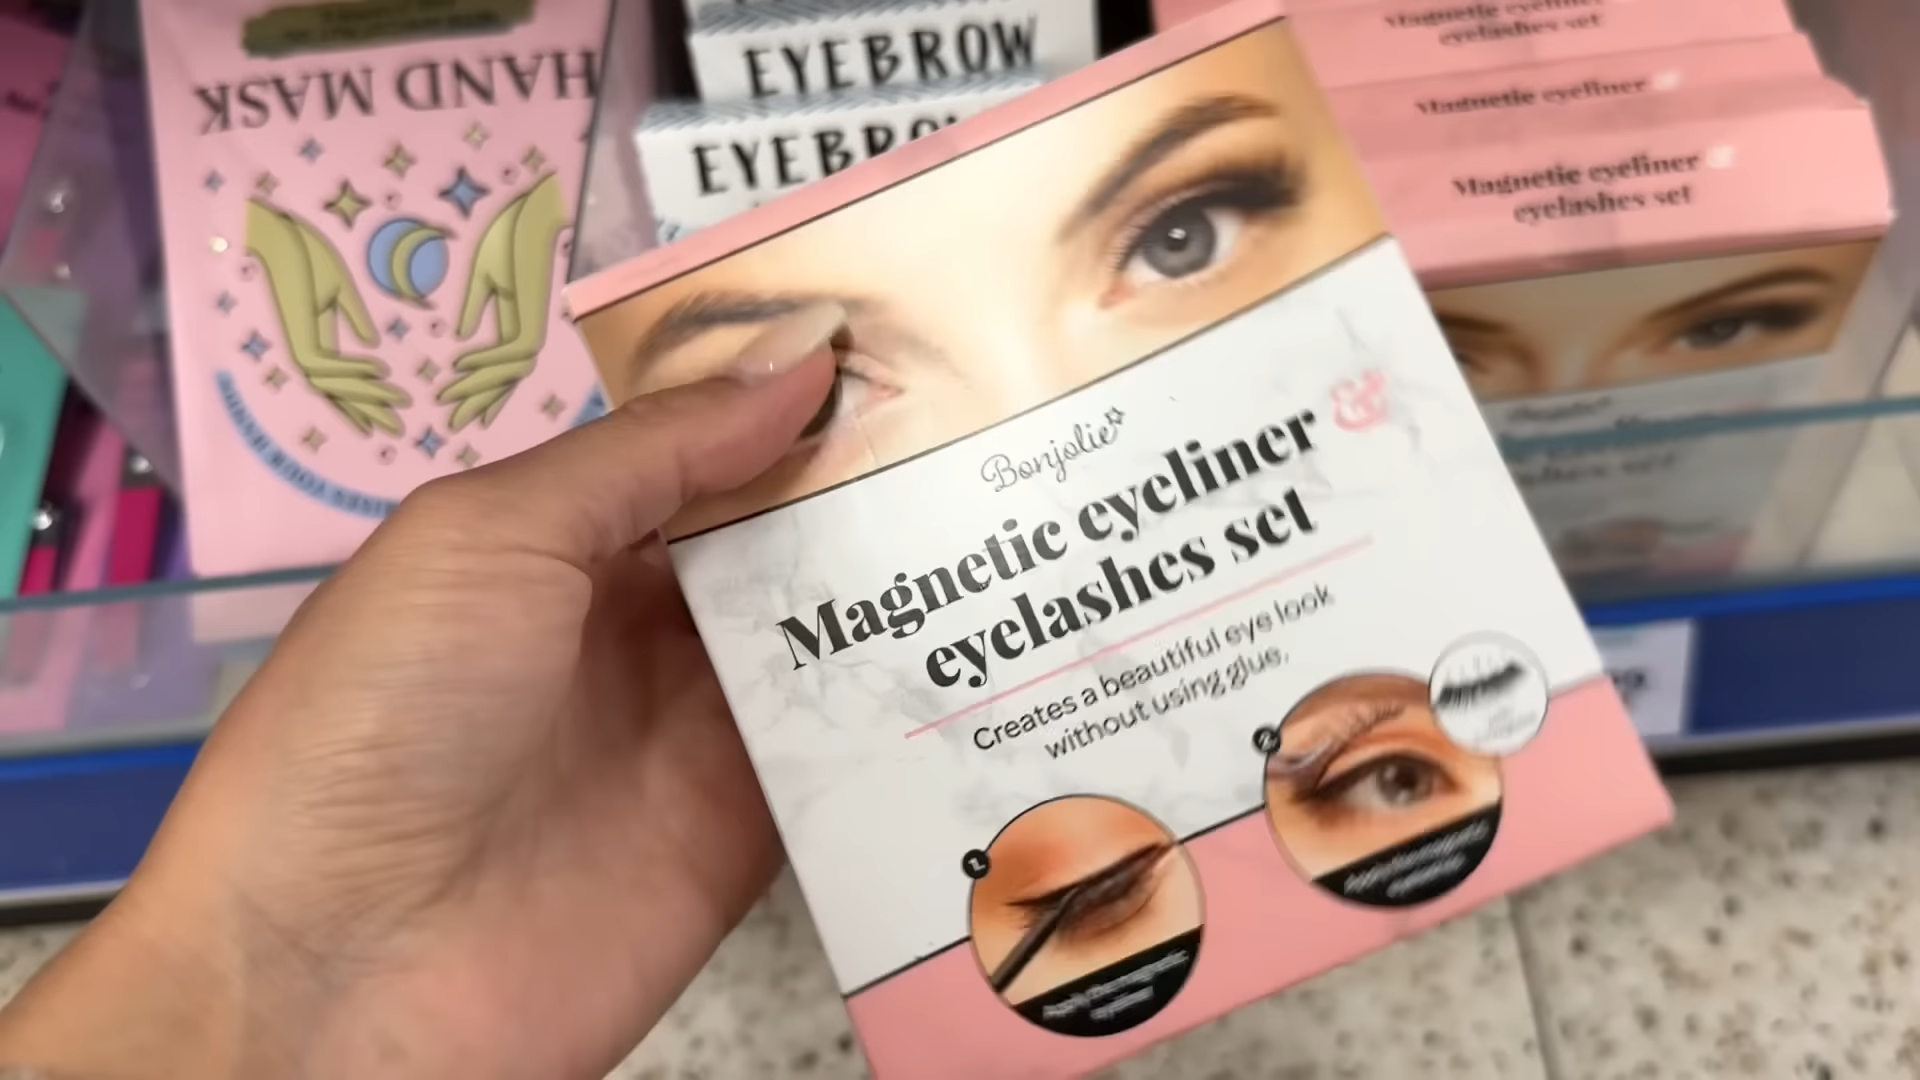 HAND MASK
EYEBROW
Magnetic eyeliner &
eyelashes set
Magnetic eyeliner &
Magnetic eyeliner &
eyelashes set
Bonjolie
Magnetic eyeliner &
eyelashes set
Creates a beautiful eye look
without using glue.
1
2